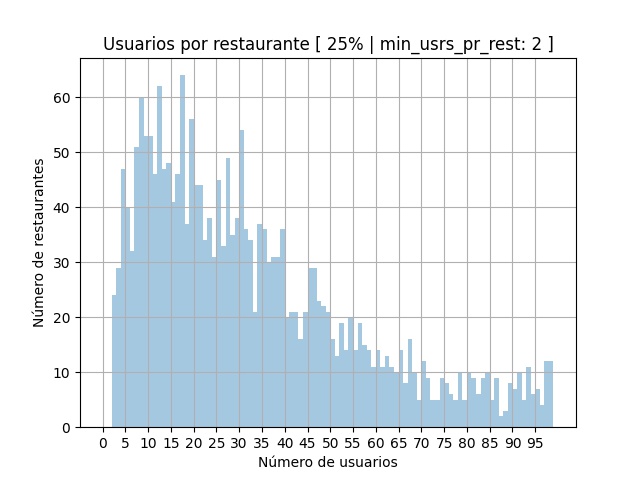 Usuarios por restaurante [ 25% | min_usrs_pr_rest: 2 ]
Número de restaurantes
60
50
40
30
20
10
0
0 5 10 15 20 25 30 35 40 45 50 55 60 65 70 75 80 85 90 95
Número de usuarios